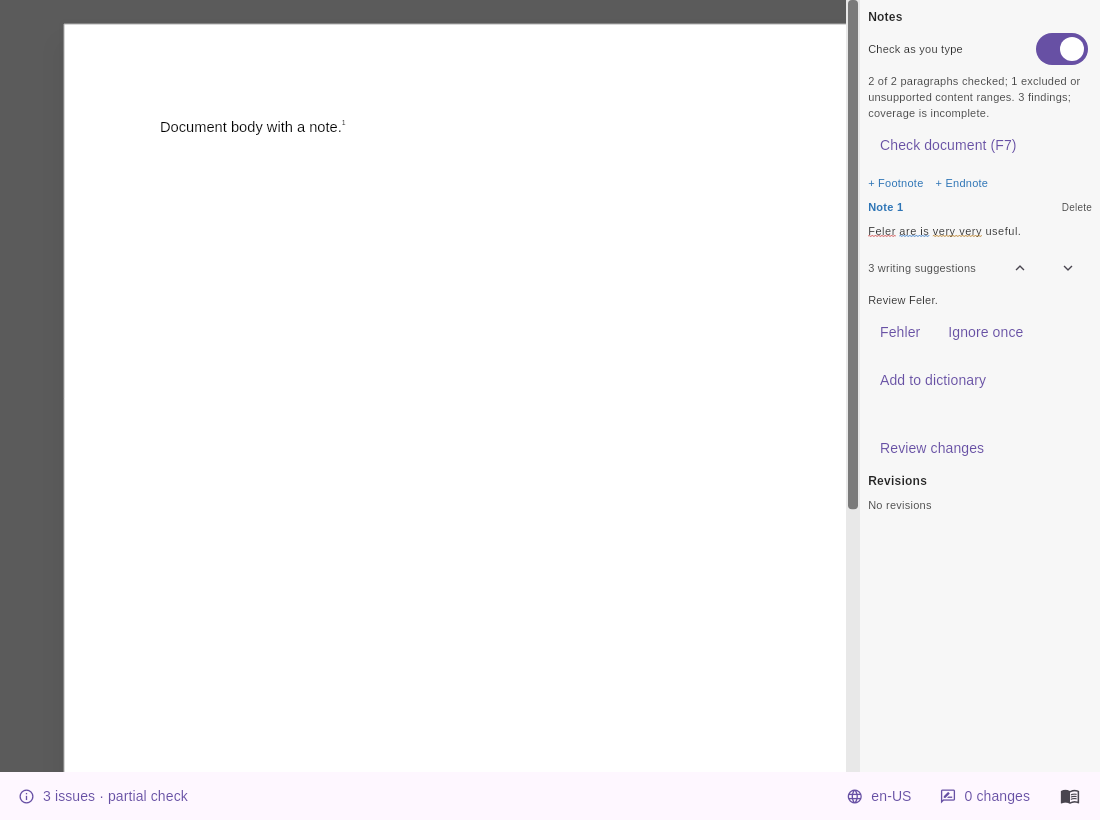 Document body with a note.1
Notes
Check as you type
2 of 2 paragraphs checked; 1 excluded or
unsupported content ranges. 3 findings;
coverage is incomplete.
Check document (F7)
+ Footnote + Endnote
Note 1 Delete
Feler are is very very useful.
3 writing suggestions
Review Feler.
Fehler Ignore once
Add to dictionary
Review changes
Revisions
No revisions
3 issues · partial check en-US 0 changes